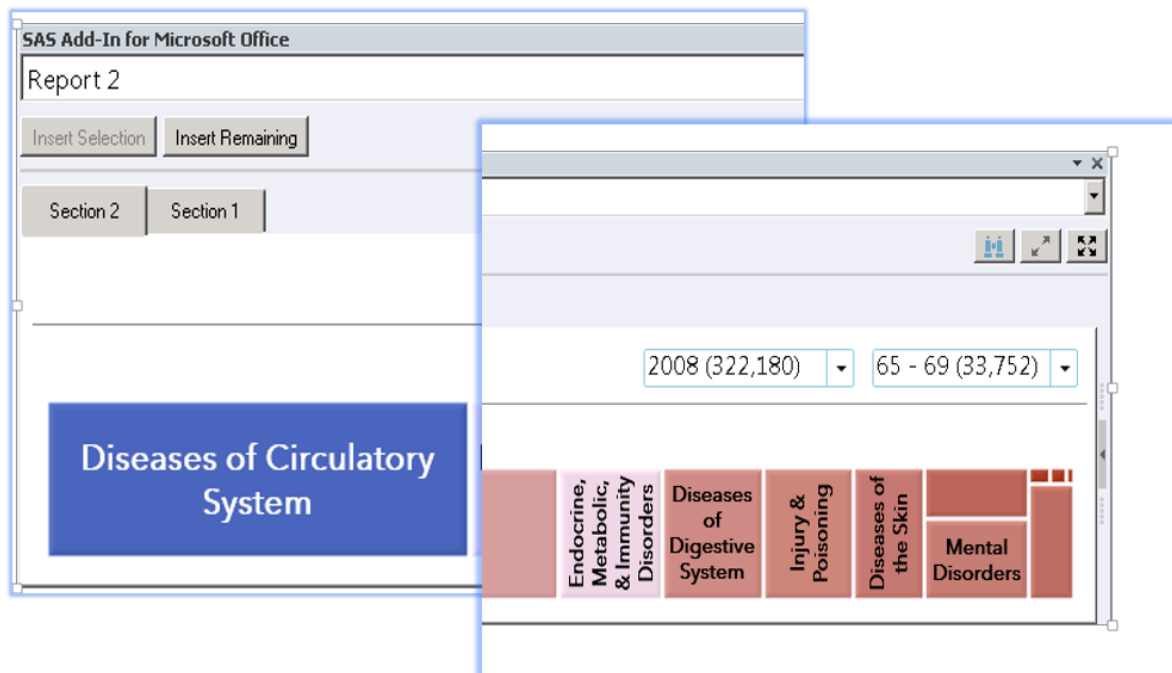 SAS Add-In for Microsoft Office
Report 2
Insert Selection
Insert Remaining
Section 2
Section 1
2008 (322,180)
65 - 69 (33,752)
Diseases of Circulatory
System
Endocrine,
Metabolic,
& Immunity
Disorders
Diseases
of
Digestive
System
Injury &
Poisoning
Diseases of
the Skin
Mental
Disorders